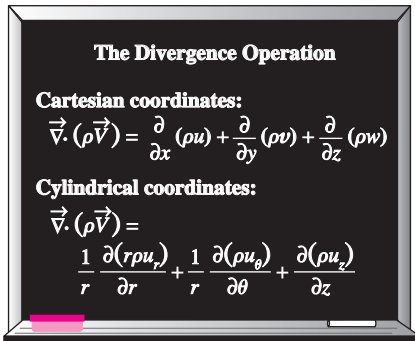 The Divergence Operation
Cartesian coordinates:
∇⃗·(ρV⃗) = ∂/∂x (ρu) + ∂/∂y (ρv) + ∂/∂z (ρw)
Cylindrical coordinates:
∇⃗·(ρV⃗) =
1/r ∂(rρu_r)/∂r + 1/r ∂(ρu_θ)/∂θ + ∂(ρu_z)/∂z